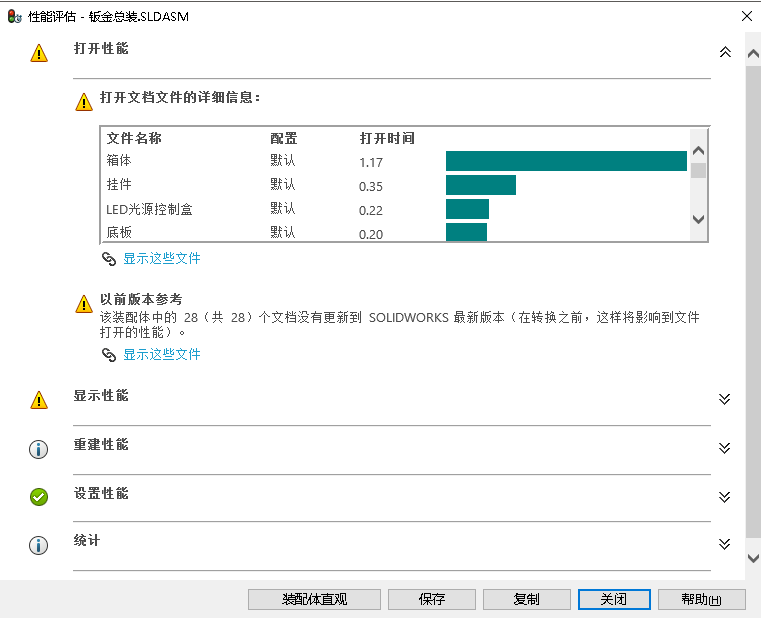 性能评估 - 钣金总装.SLDASM
打开性能
打开文档文件的详细信息：
文件名称 配置 打开时间
箱体 默认 1.17
挂件 默认 0.35
LED光源控制盒 默认 0.22
底板 默认 0.20
显示这些文件
以前版本参考
该装配体中的 28（共 28）个文档没有更新到 SOLIDWORKS 最新版本（在转换之前，这样将影响到文件
打开的性能）。
显示这些文件
显示性能
重建性能
设置性能
统计
装配体直观 保存 复制 关闭 帮助(H)